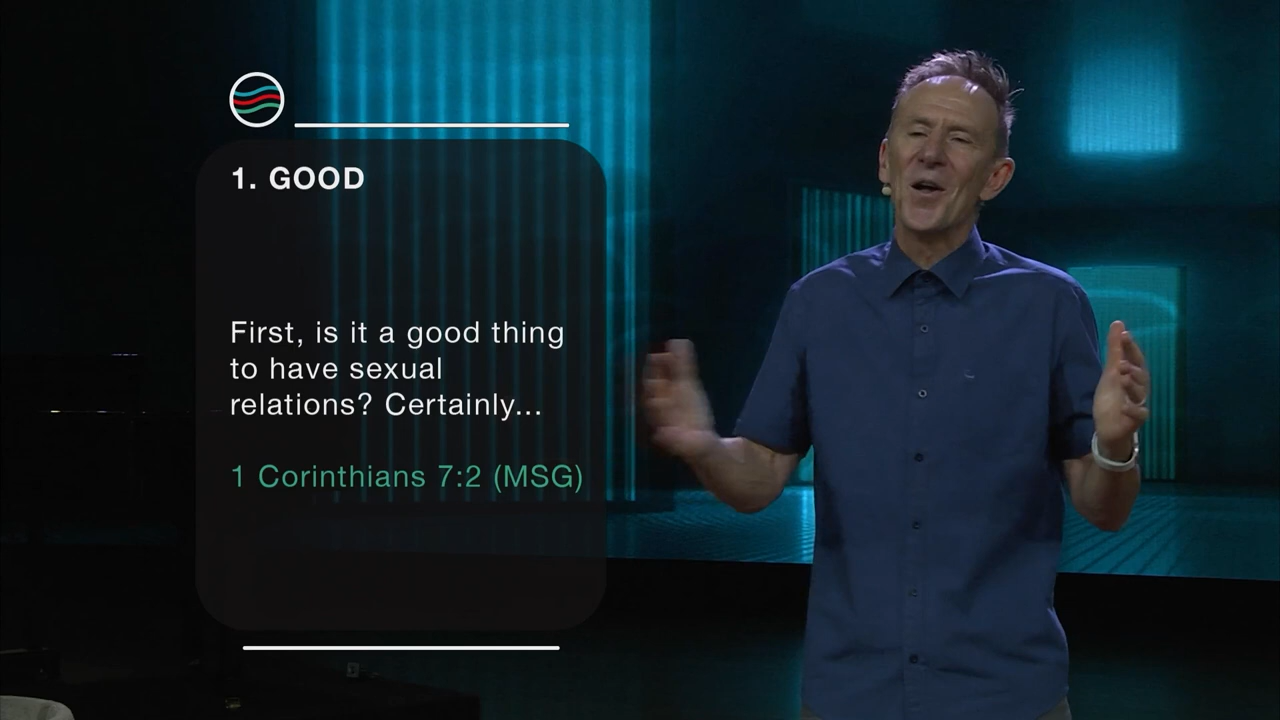 1. GOOD
First, is it a good thing
to have sexual
relations? Certainly...
1 Corinthians 7:2 (MSG)